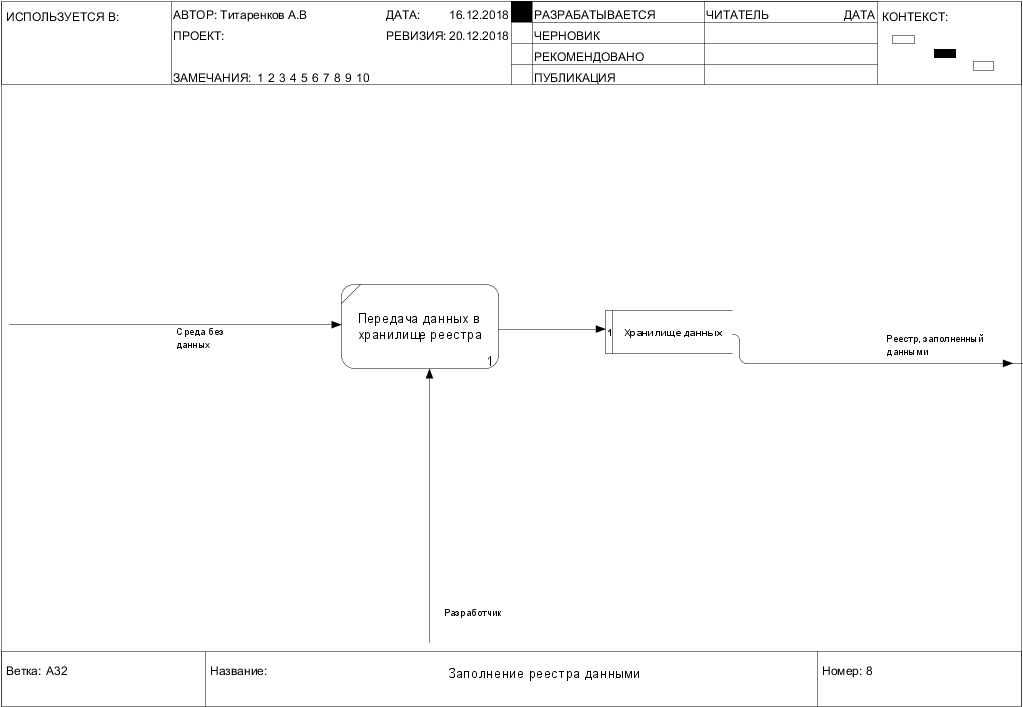 ИСПОЛЬЗУЕТСЯ В:
АВТОР: Титаренков А.В
ДАТА: 16.12.2018
ПРОЕКТ:
РЕВИЗИЯ: 20.12.2018
ЗАМЕЧАНИЯ: 1 2 3 4 5 6 7 8 9 10
РАЗРАБАТЫВАЕТСЯ
ЧЕРНОВИК
РЕКОМЕНДОВАНО
ПУБЛИКАЦИЯ
ЧИТАТЕЛЬ
ДАТА
КОНТЕКСТ:
Среда без
данных
Передача данных в
хранилище реестра
1
1
Хранилище данных
Реестр, заполненный
данными
Разработчик
Ветка: A32
Название:
Заполнение реестра данными
Номер: 8